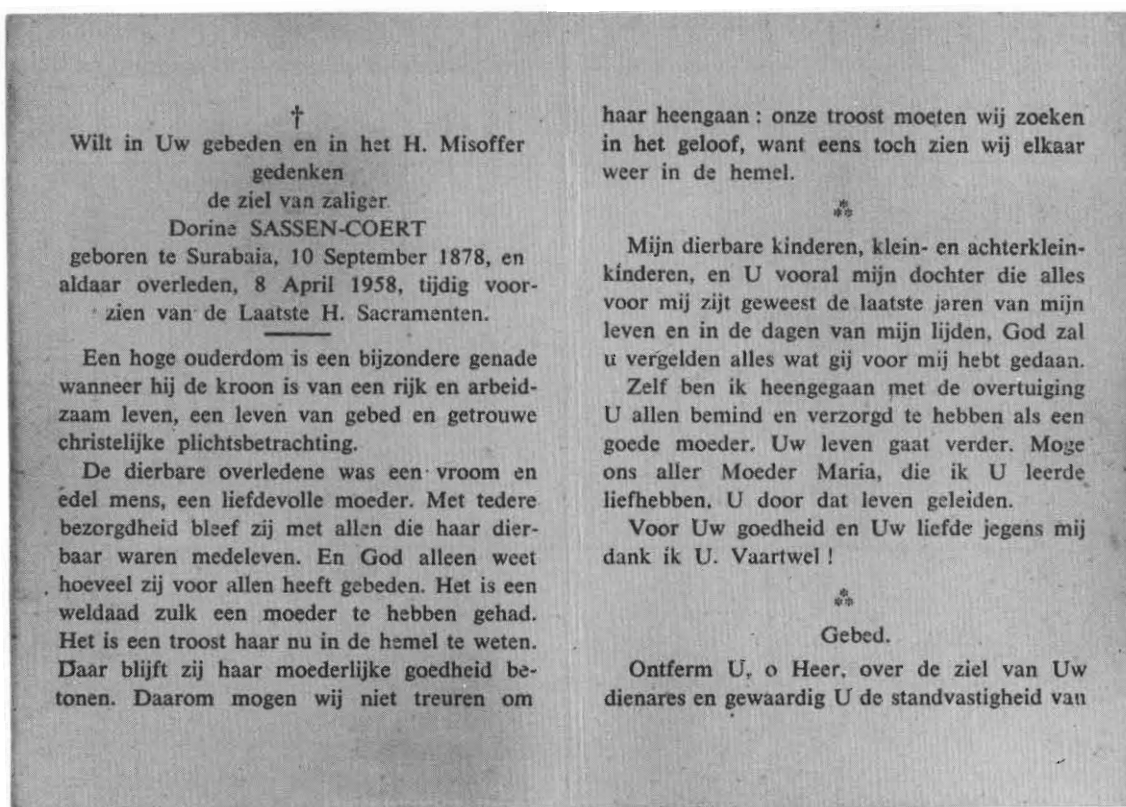 †
Wilt in Uw gebeden en in het H. Misoffer
gedenken
de ziel van zaliger
Dorine SASSEN-COERT
geboren te Surabaia, 10 September 1878, en
aldaar overleden, 8 April 1958, tijdig voor-
zien van de Laatste H. Sacramenten.
Een hoge ouderdom is een bijzondere genade
wanneer hij de kroon is van een rijk en arbeid-
zaam leven, een leven van gebed en getrouwe
christelijke plichtsbetrachting.
De dierbare overledene was een vroom en
edel mens, een liefdevolle moeder. Met tedere
bezorgdheid bleef zij met allen die haar dier-
baar waren medeleven. En God alleen weet
hoeveel zij voor allen heeft gebeden. Het is een
weldaad zulk een moeder te hebben gehad.
Het is een troost haar nu in de hemel te weten.
Daar blijft zij haar moederlijke goedheid be-
tonen. Daarom mogen wij niet treuren om
haar heengaan : onze troost moeten wij zoeken
in het geloof, want eens toch zien wij elkaar
weer in de hemel.
⁂
Mijn dierbare kinderen, klein- en achterklein-
kinderen, en U vooral mijn dochter die alles
voor mij zijt geweest de laatste jaren van mijn
leven en in de dagen van mijn lijden, God zal
u vergelden alles wat gij voor mij hebt gedaan.
Zelf ben ik heengegaan met de overtuiging
U allen bemind en verzorgd te hebben als een
goede moeder. Uw leven gaat verder. Moge
ons aller Moeder Maria, die ik U leerde
liefhebben, U door dat leven geleiden.
Voor Uw goedheid en Uw liefde jegens mij
dank ik U. Vaartwel !
⁂
Gebed.
Ontferm U, o Heer, over de ziel van Uw
dienares en gewaardig U de standvastigheid van